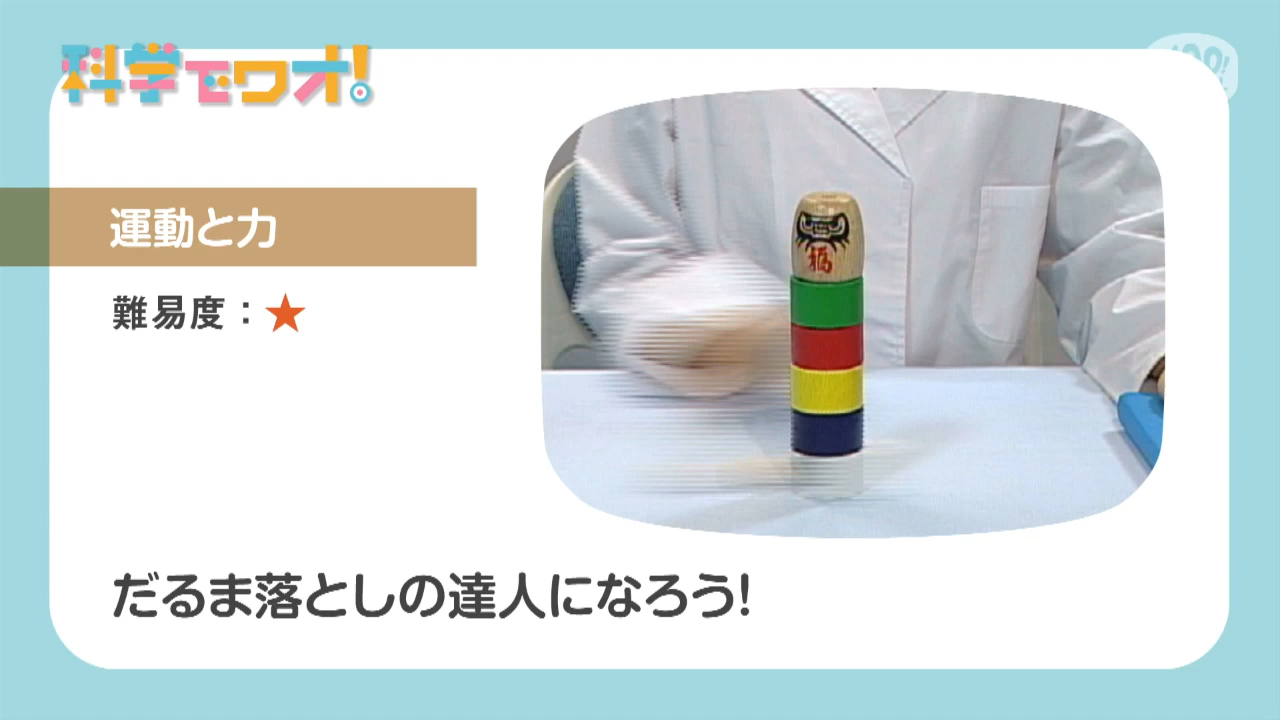 科学でワオ!
運動と力
難易度：★
福
だるま落としの達人になろう!